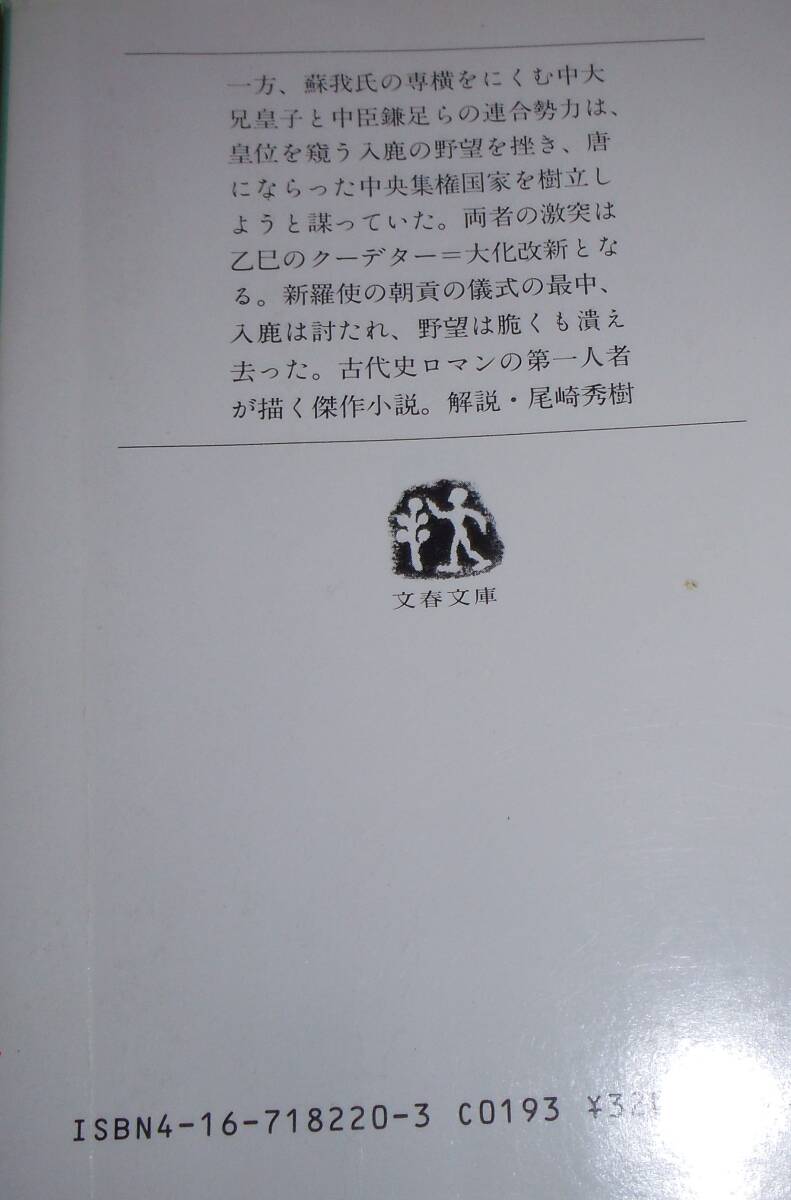 一方、蘇我氏の専横をにくむ中大
兄皇子と中臣鎌足らの連合勢力は、
皇位を窺う入鹿の野望を挫き、唐
にならった中央集権国家を樹立し
ようと謀っていた。両者の激突は
乙巳のクーデター＝大化改新とな
る。新羅使の朝貢の儀式の最中、
入鹿は討たれ、野望は脆くも潰え
去った。古代史ロマンの第一人者
が描く傑作小説。解説・尾崎秀樹
文春文庫
ISBN4-16-718220-3 C0193 ¥32